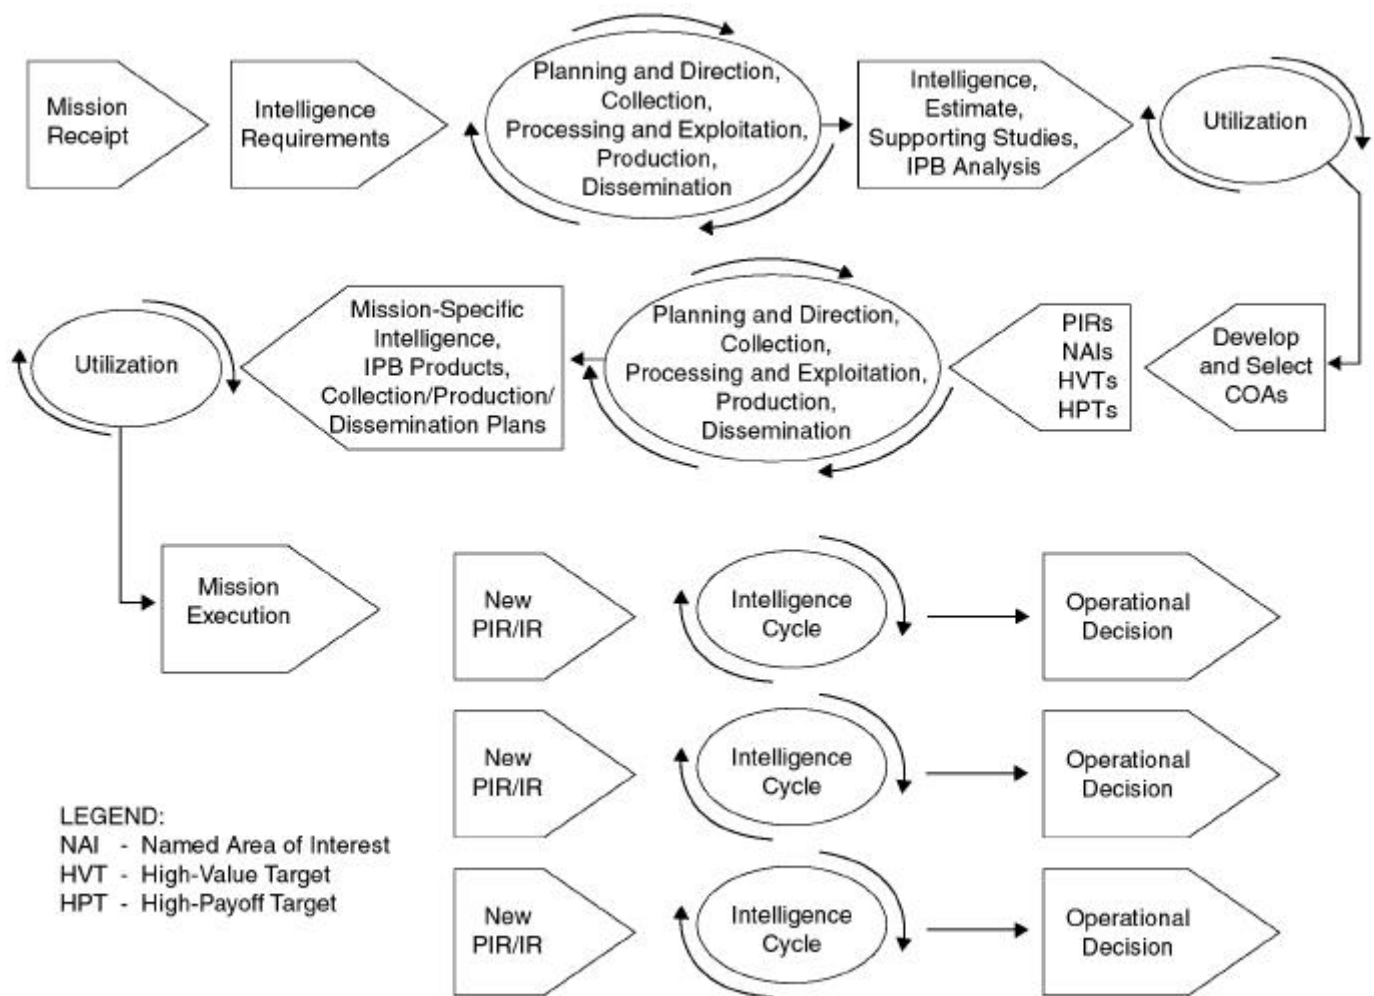 Mission
Receipt
Intelligence
Requirements
Planning and Direction,
Collection,
Processing and Exploitation,
Production,
Dissemination
Intelligence,
Estimate,
Supporting Studies,
IPB Analysis
Utilization
Utilization
Mission-Specific
Intelligence,
IPB Products,
Collection/Production/
Dissemination Plans
Planning and Direction,
Collection,
Processing and Exploitation,
Production,
Dissemination
PIRs
NAIs
HVTs
HPTs
Develop
and Select
COAs
Mission
Execution
New
PIR/IR
Intelligence
Cycle
Operational
Decision
New
PIR/IR
Intelligence
Cycle
Operational
Decision
LEGEND:
NAI - Named Area of Interest
HVT - High-Value Target
HPT - High-Payoff Target
New
PIR/IR
Intelligence
Cycle
Operational
Decision